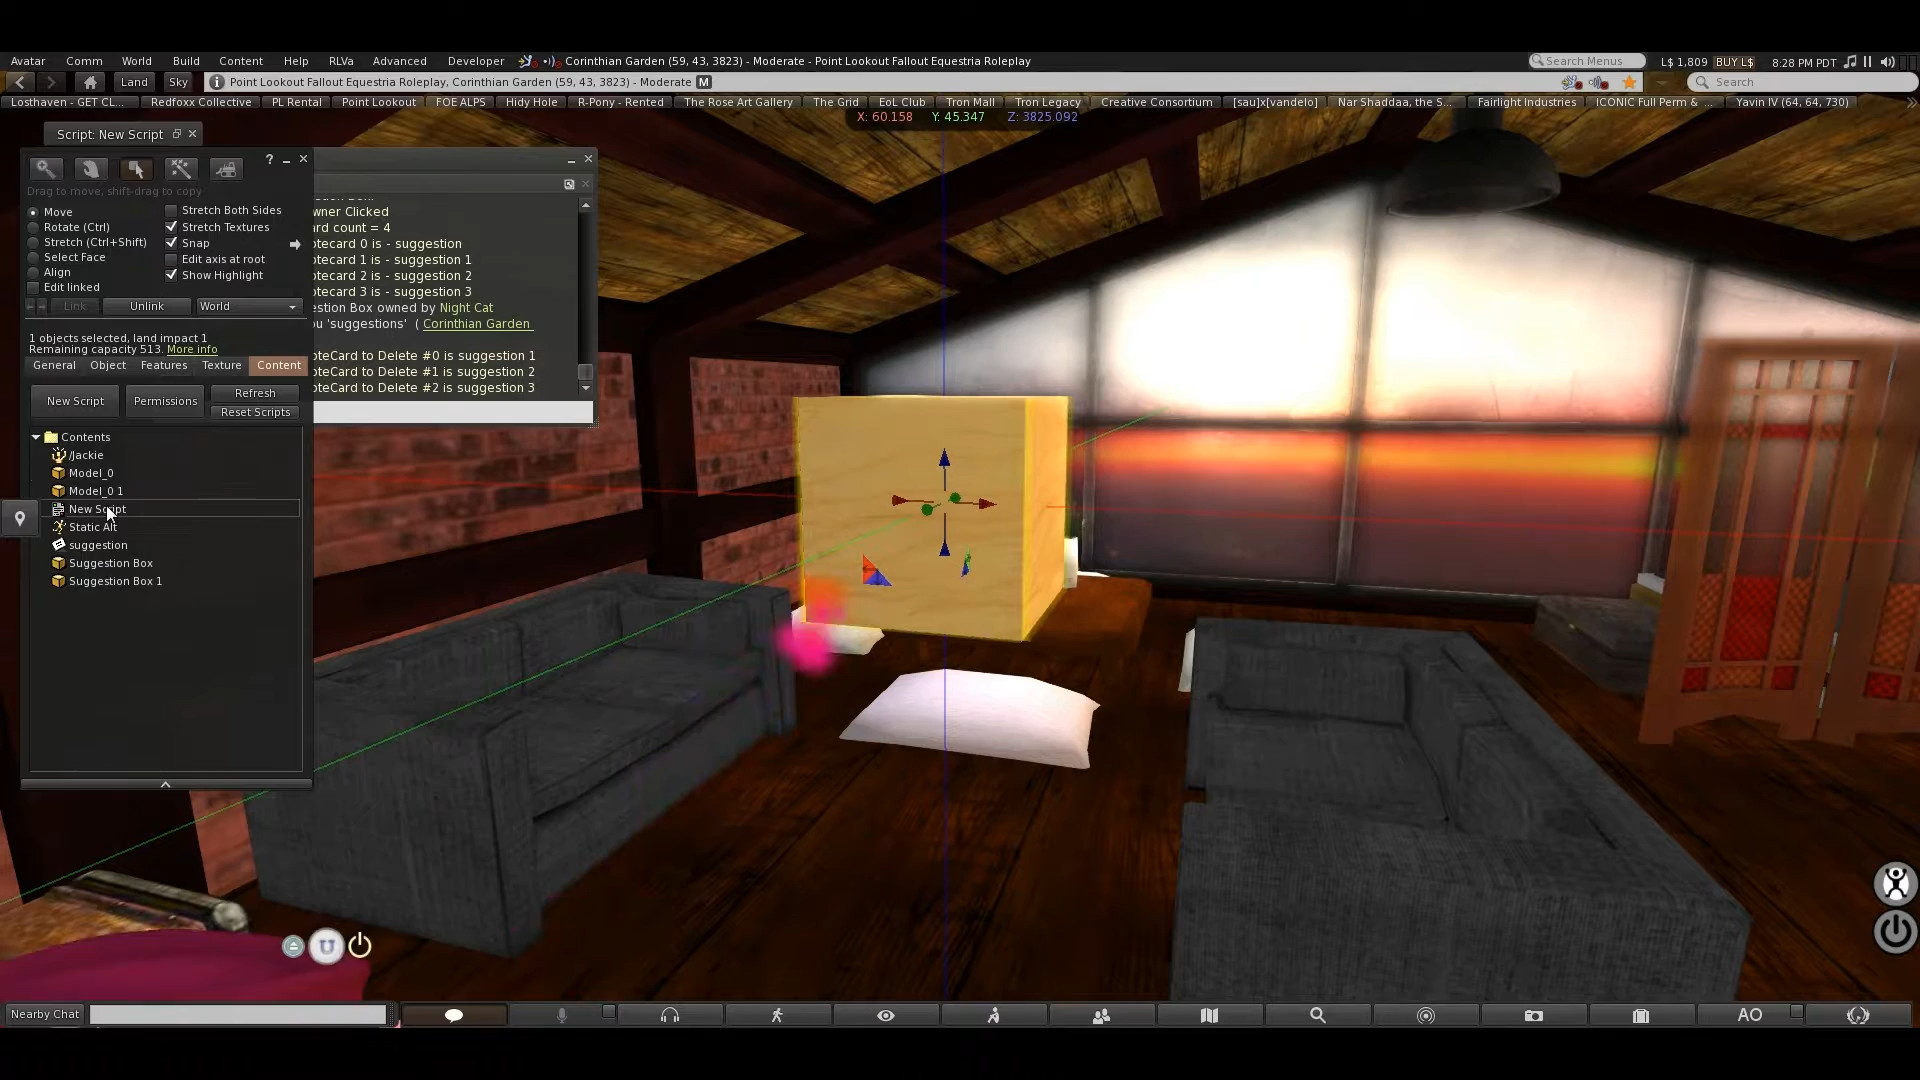 Avatar Comm World Build Content Help RLVa Advanced Developer Corinthian Garden (59, 43, 3823) - Moderate - Point Lookout Fallout Equestria Roleplay Search Menus L$ 1,809 BUY L$ 8:28 PM PDT
Land Sky Point Lookout Fallout Equestria Roleplay, Corinthian Garden (59, 43, 3823) - Moderate M Search
Losthaven - GET CL... Redfoxx Collective PL Rental Point Lookout FOE ALPS Hidy Hole R-Pony - Rented The Rose Art Gallery The Grid EoL Club Tron Mall Tron Legacy Creative Consortium [sau]x[vandelo] Nar Shaddaa, the S... Fairlight Industries ICONIC Full Perm & ... Yavin IV (64, 64, 730)
X: 60.158 Y: 45.347 Z: 3825.092
Script: New Script
Drag to move, shift-drag to copy
Move
Rotate (Ctrl)
Stretch (Ctrl+Shift)
Select Face
Align
Edit linked
Stretch Both Sides
Stretch Textures
Snap
Edit axis at root
Show Highlight
Link Unlink World
1 objects selected, land impact 1
Remaining capacity 513. More info
General Object Features Texture Content
New Script Permissions Refresh
Reset Scripts
Contents
/Jackie
Model_0
Model_0 1
New Script
Static Alt
suggestion
Suggestion Box
Suggestion Box 1
wner Clicked
ard count = 4
otecard 0 is - suggestion
otecard 1 is - suggestion 1
otecard 2 is - suggestion 2
otecard 3 is - suggestion 3
estion Box owned by Night Cat
ou 'suggestions' ( Corinthian Garden
oteCard to Delete #0 is suggestion 1
oteCard to Delete #1 is suggestion 2
oteCard to Delete #2 is suggestion 3
Nearby Chat
AO